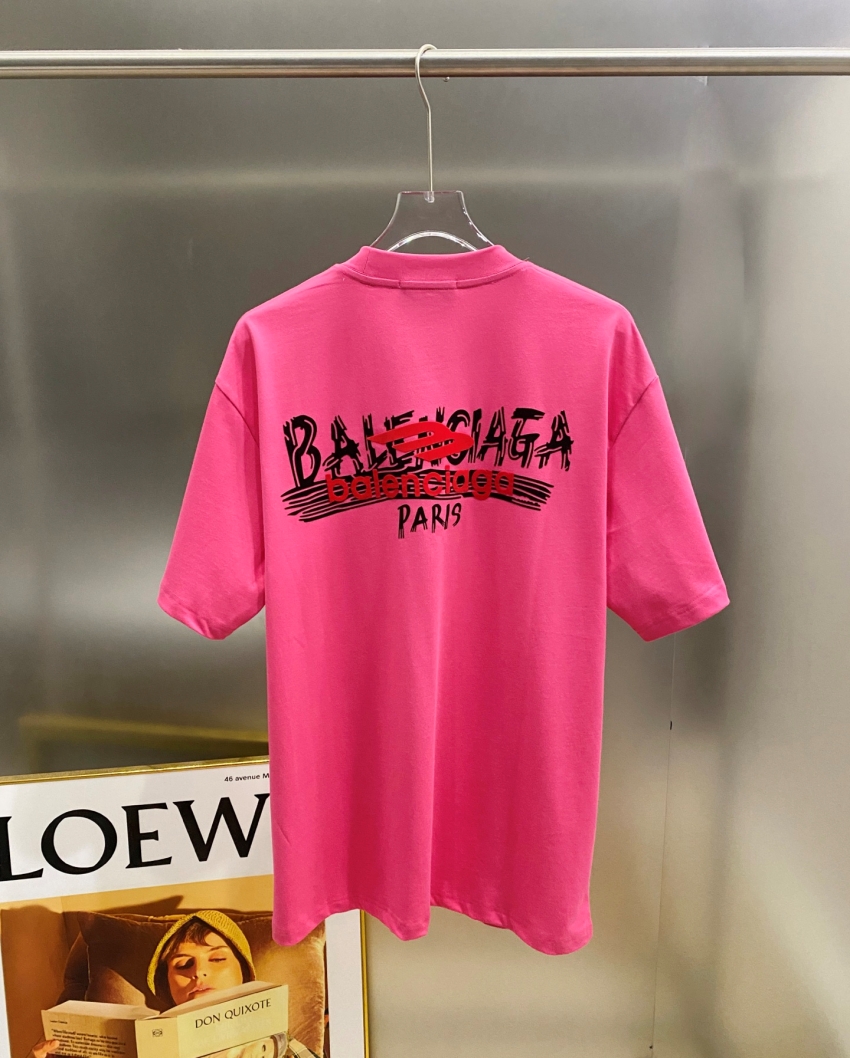 BALENCIAGA
balenciaga
PARIS
46 avenue M
LOEW
DON QUIXOTE